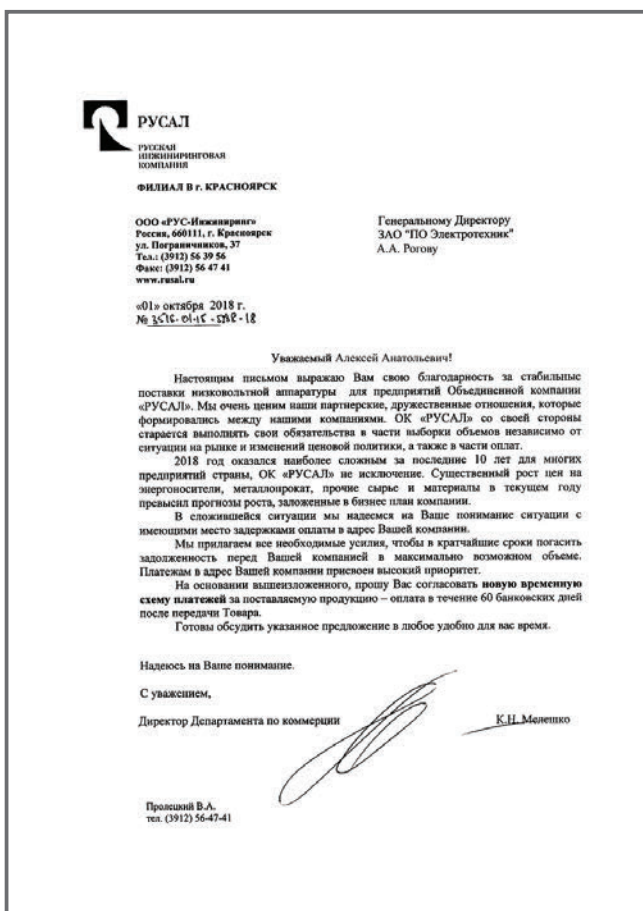 РУСАЛ
РУССКАЯ
ИНЖИНИРИНГОВАЯ
КОМПАНИЯ
ФИЛИАЛ В г. КРАСНОЯРСК
ООО «РУС-Инжиниринг»
Россия, 660111, г. Красноярск
ул. Пограничников, 37
Тел.: (3912) 56 39 56
Факс: (3912) 56 47 41
www.rusal.ru
Генеральному Директору
ЗАО "ПО Электротехник"
А.А. Рогову
«01» октября 2018 г.
№
Уважаемый Алексей Анатольевич!
Настоящим письмом выражаю Вам свою благодарность за стабильные
поставки низковольтной аппаратуры для предприятий Объединенной компании
«РУСАЛ». Мы очень ценим наши партнерские, дружественные отношения, которые
формировались между нашими компаниями. ОК «РУСАЛ» со своей стороны
старается выполнять свои обязательства в части выборки объемов независимо от
ситуации на рынке и изменений ценовой политики, а также в части оплат.
2018 год оказался наиболее сложным за последние 10 лет для многих
предприятий страны, ОК «РУСАЛ» не исключение. Существенный рост цен на
энергоносители, металлопрокат, прочие сырье и материалы в текущем году
превысил прогнозы роста, заложенные в бизнес план компании.
В сложившейся ситуации мы надеемся на Ваше понимание ситуации с
имеющими место задержками оплаты в адрес Вашей компании.
Мы прилагаем все необходимые усилия, чтобы в кратчайшие сроки погасить
задолженность перед Вашей компанией в максимально возможном объеме.
Платежам в адрес Вашей компании присвоен высокий приоритет.
На основании вышеизложенного, прошу Вас согласовать новую временную
схему платежей за поставляемую продукцию – оплата в течение 60 банковских дней
после передачи Товара.
Готовы обсудить указанное предложение в любое удобно для вас время.
Надеюсь на Ваше понимание.
С уважением,
Директор Департамента по коммерции
К.Н. Мелешко
Пролецкий В.А.
тел. (3912) 56-47-41